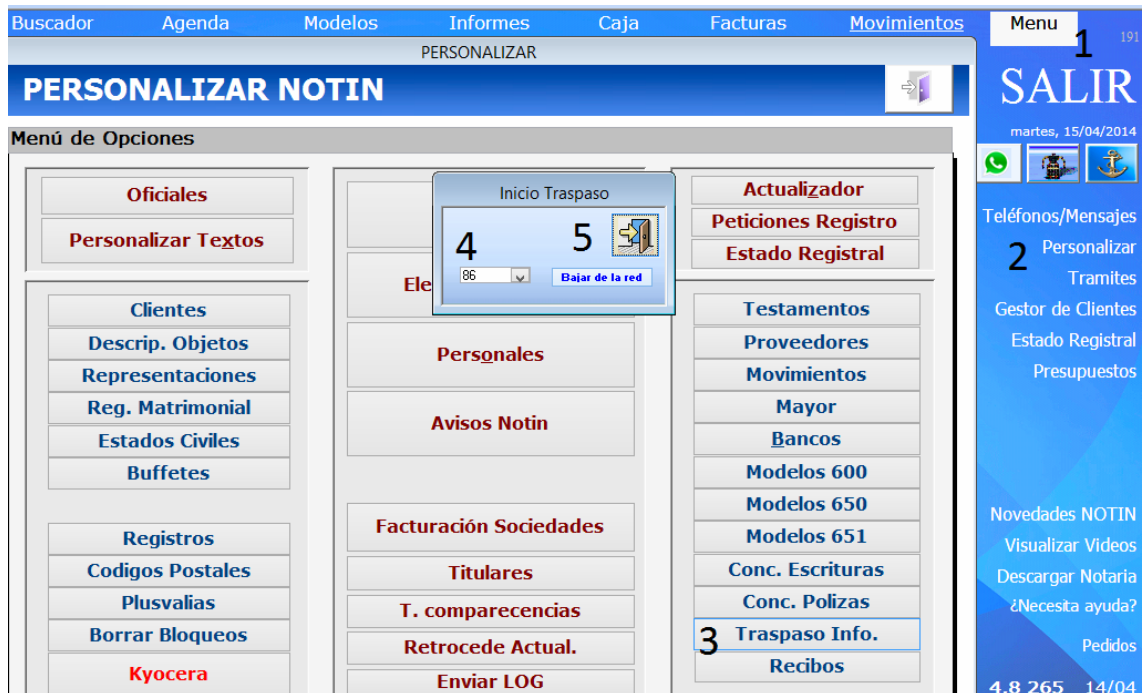 Buscador Agenda Modelos Informes Caja Facturas Movimientos Menu
1
191
PERSONALIZAR
PERSONALIZAR NOTIN
SALIR
martes, 15/04/2014
Menú de Opciones
Oficiales
Personalizar Textos
Clientes
Descrip. Objetos
Representaciones
Reg. Matrimonial
Estados Civiles
Buffetes
Registros
Codigos Postales
Plusvalias
Borrar Bloqueos
Kyocera
Inicio Traspaso
4
5
86
Bajar de la red
Ele
Personales
Avisos Notin
Facturación Sociedades
Titulares
T. comparecencias
Retrocede Actual.
Enviar LOG
Actualizador
Peticiones Registro
Estado Registral
Testamentos
Proveedores
Movimientos
Mayor
Bancos
Modelos 600
Modelos 650
Modelos 651
Conc. Escrituras
Conc. Polizas
3 Traspaso Info.
Recibos
Teléfonos/Mensajes
2 Personalizar
Tramites
Gestor de Clientes
Estado Registral
Presupuestos
Novedades NOTIN
Visualizar Videos
Descargar Notaria
¿Necesita ayuda?
Pedidos
4.8 265 14/04